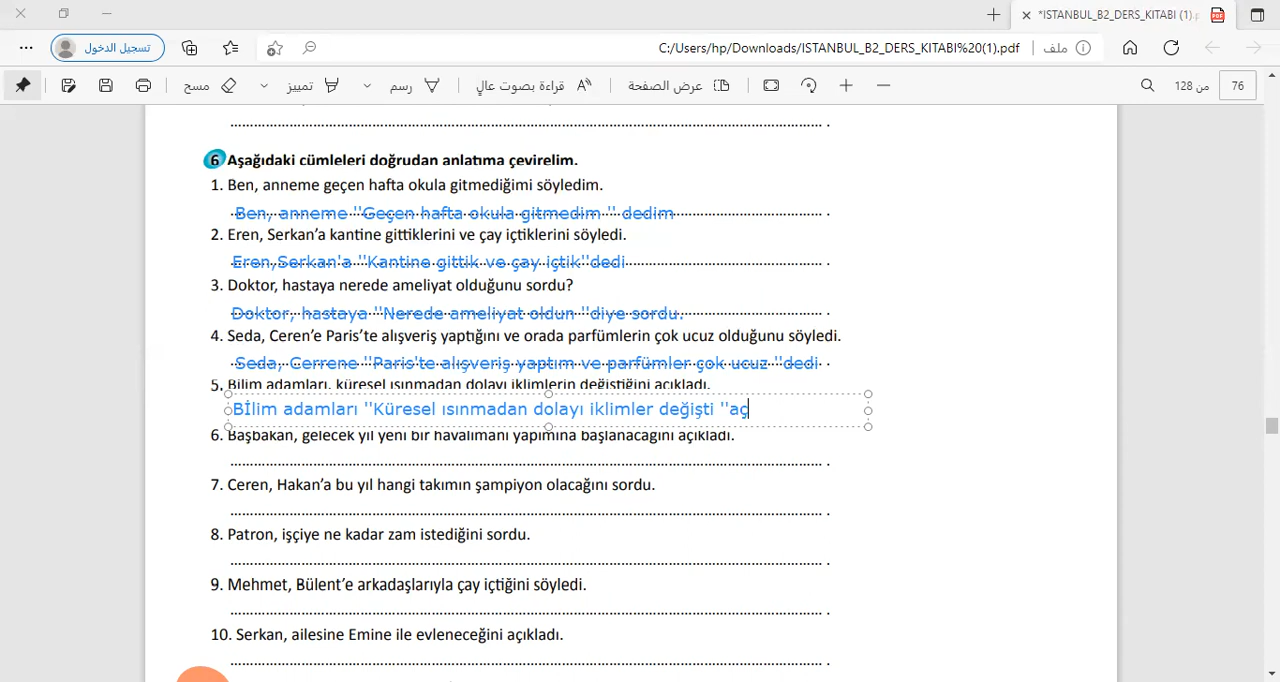 *ISTANBUL_B2_DERS_KITABI (1).p
تسجيل الدخول
C:/Users/hp/Downloads/ISTANBUL_B2_DERS_KITABI%20(1).pdf
ملف
مسح
تمييز
رسم
قراءة بصوت عالٍ
عرض الصفحة
من 128
76
6 Aşağıdaki cümleleri doğrudan anlatıma çevirelim.
1. Ben, anneme geçen hafta okula gitmediğimi söyledim.
Ben, anneme ''Geçen hafta okula gitmedim '' dedim
2. Eren, Serkan’a kantine gittiklerini ve çay içtiklerini söyledi.
Eren,Serkan'a ''Kantine gittik ve çay içtik''dedi
3. Doktor, hastaya nerede ameliyat olduğunu sordu?
Doktor, hastaya ''Nerede ameliyat oldun ''diye sordu.
4. Seda, Ceren’e Paris’te alışveriş yaptığını ve orada parfümlerin çok ucuz olduğunu söyledi.
Seda, Cerrene ''Paris'te alışveriş yaptım ve parfümler çok ucuz ''dedi
5. Bilim adamları, küresel ısınmadan dolayı iklimlerin değiştiğini açıkladı.
Bİlim adamları ''Küresel ısınmadan dolayı iklimler değişti ''aç
6. Başbakan, gelecek yıl yeni bir havalimanı yapımına başlanacağını açıkladı.
7. Ceren, Hakan’a bu yıl hangi takımın şampiyon olacağını sordu.
8. Patron, işçiye ne kadar zam istediğini sordu.
9. Mehmet, Bülent’e arkadaşlarıyla çay içtiğini söyledi.
10. Serkan, ailesine Emine ile evleneceğini açıkladı.